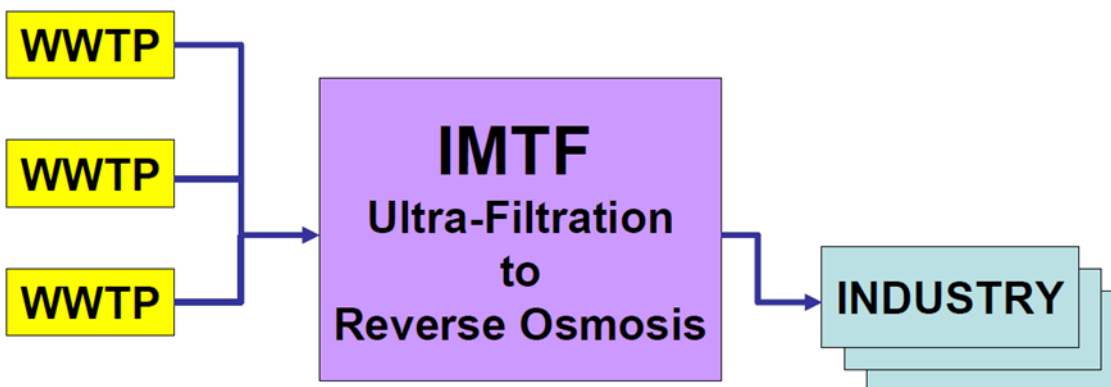 WWTP
WWTP
WWTP
IMTF
Ultra-Filtration
to
Reverse Osmosis
INDUSTRY